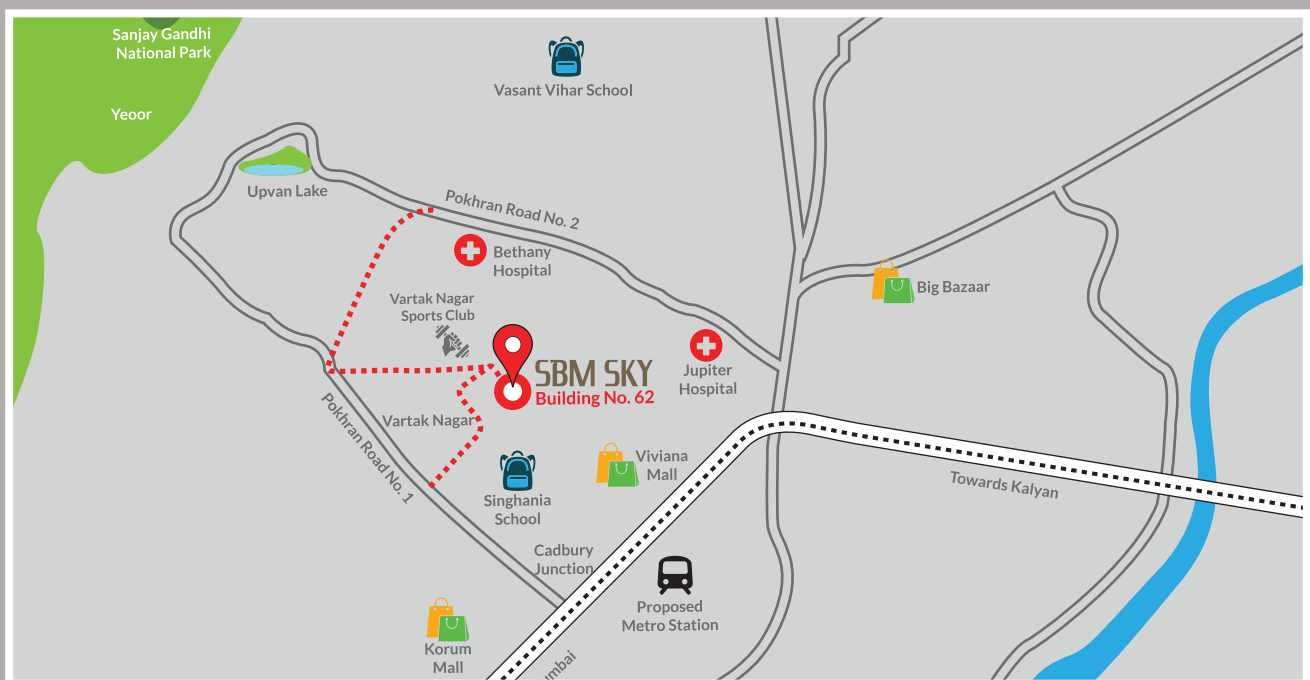 Sanjay Gandhi
National Park
Vasant Vihar School
Yeoor
Upvan Lake
Pokhran Road No. 2
Bethany
Hospital
Big Bazaar
Vartak Nagar
Sports Club
SBM SKY
Building No. 62
Jupiter
Hospital
Pokhran Road No. 1
Vartak Nagar
Viviana
Mall
Towards Kalyan
Singhania
School
Cadbury
Junction
Proposed
Metro Station
Korum
Mall